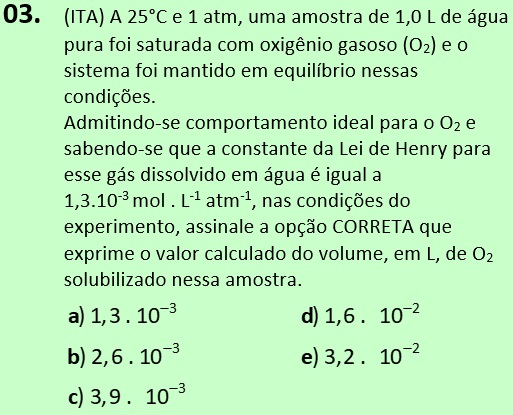 03. (ITA) A 25°C e 1 atm, uma amostra de 1,0 L de água
pura foi saturada com oxigênio gasoso (O₂) e o
sistema foi mantido em equilíbrio nessas
condições.
Admitindo-se comportamento ideal para o O₂ e
sabendo-se que a constante da Lei de Henry para
esse gás dissolvido em água é igual a
1,3.10⁻³ mol . L⁻¹ atm⁻¹, nas condições do
experimento, assinale a opção CORRETA que
exprime o valor calculado do volume, em L, de O₂
solubilizado nessa amostra.
a) 1,3 . 10⁻³
b) 2,6 . 10⁻³
c) 3,9 . 10⁻³
d) 1,6 . 10⁻²
e) 3,2 . 10⁻²